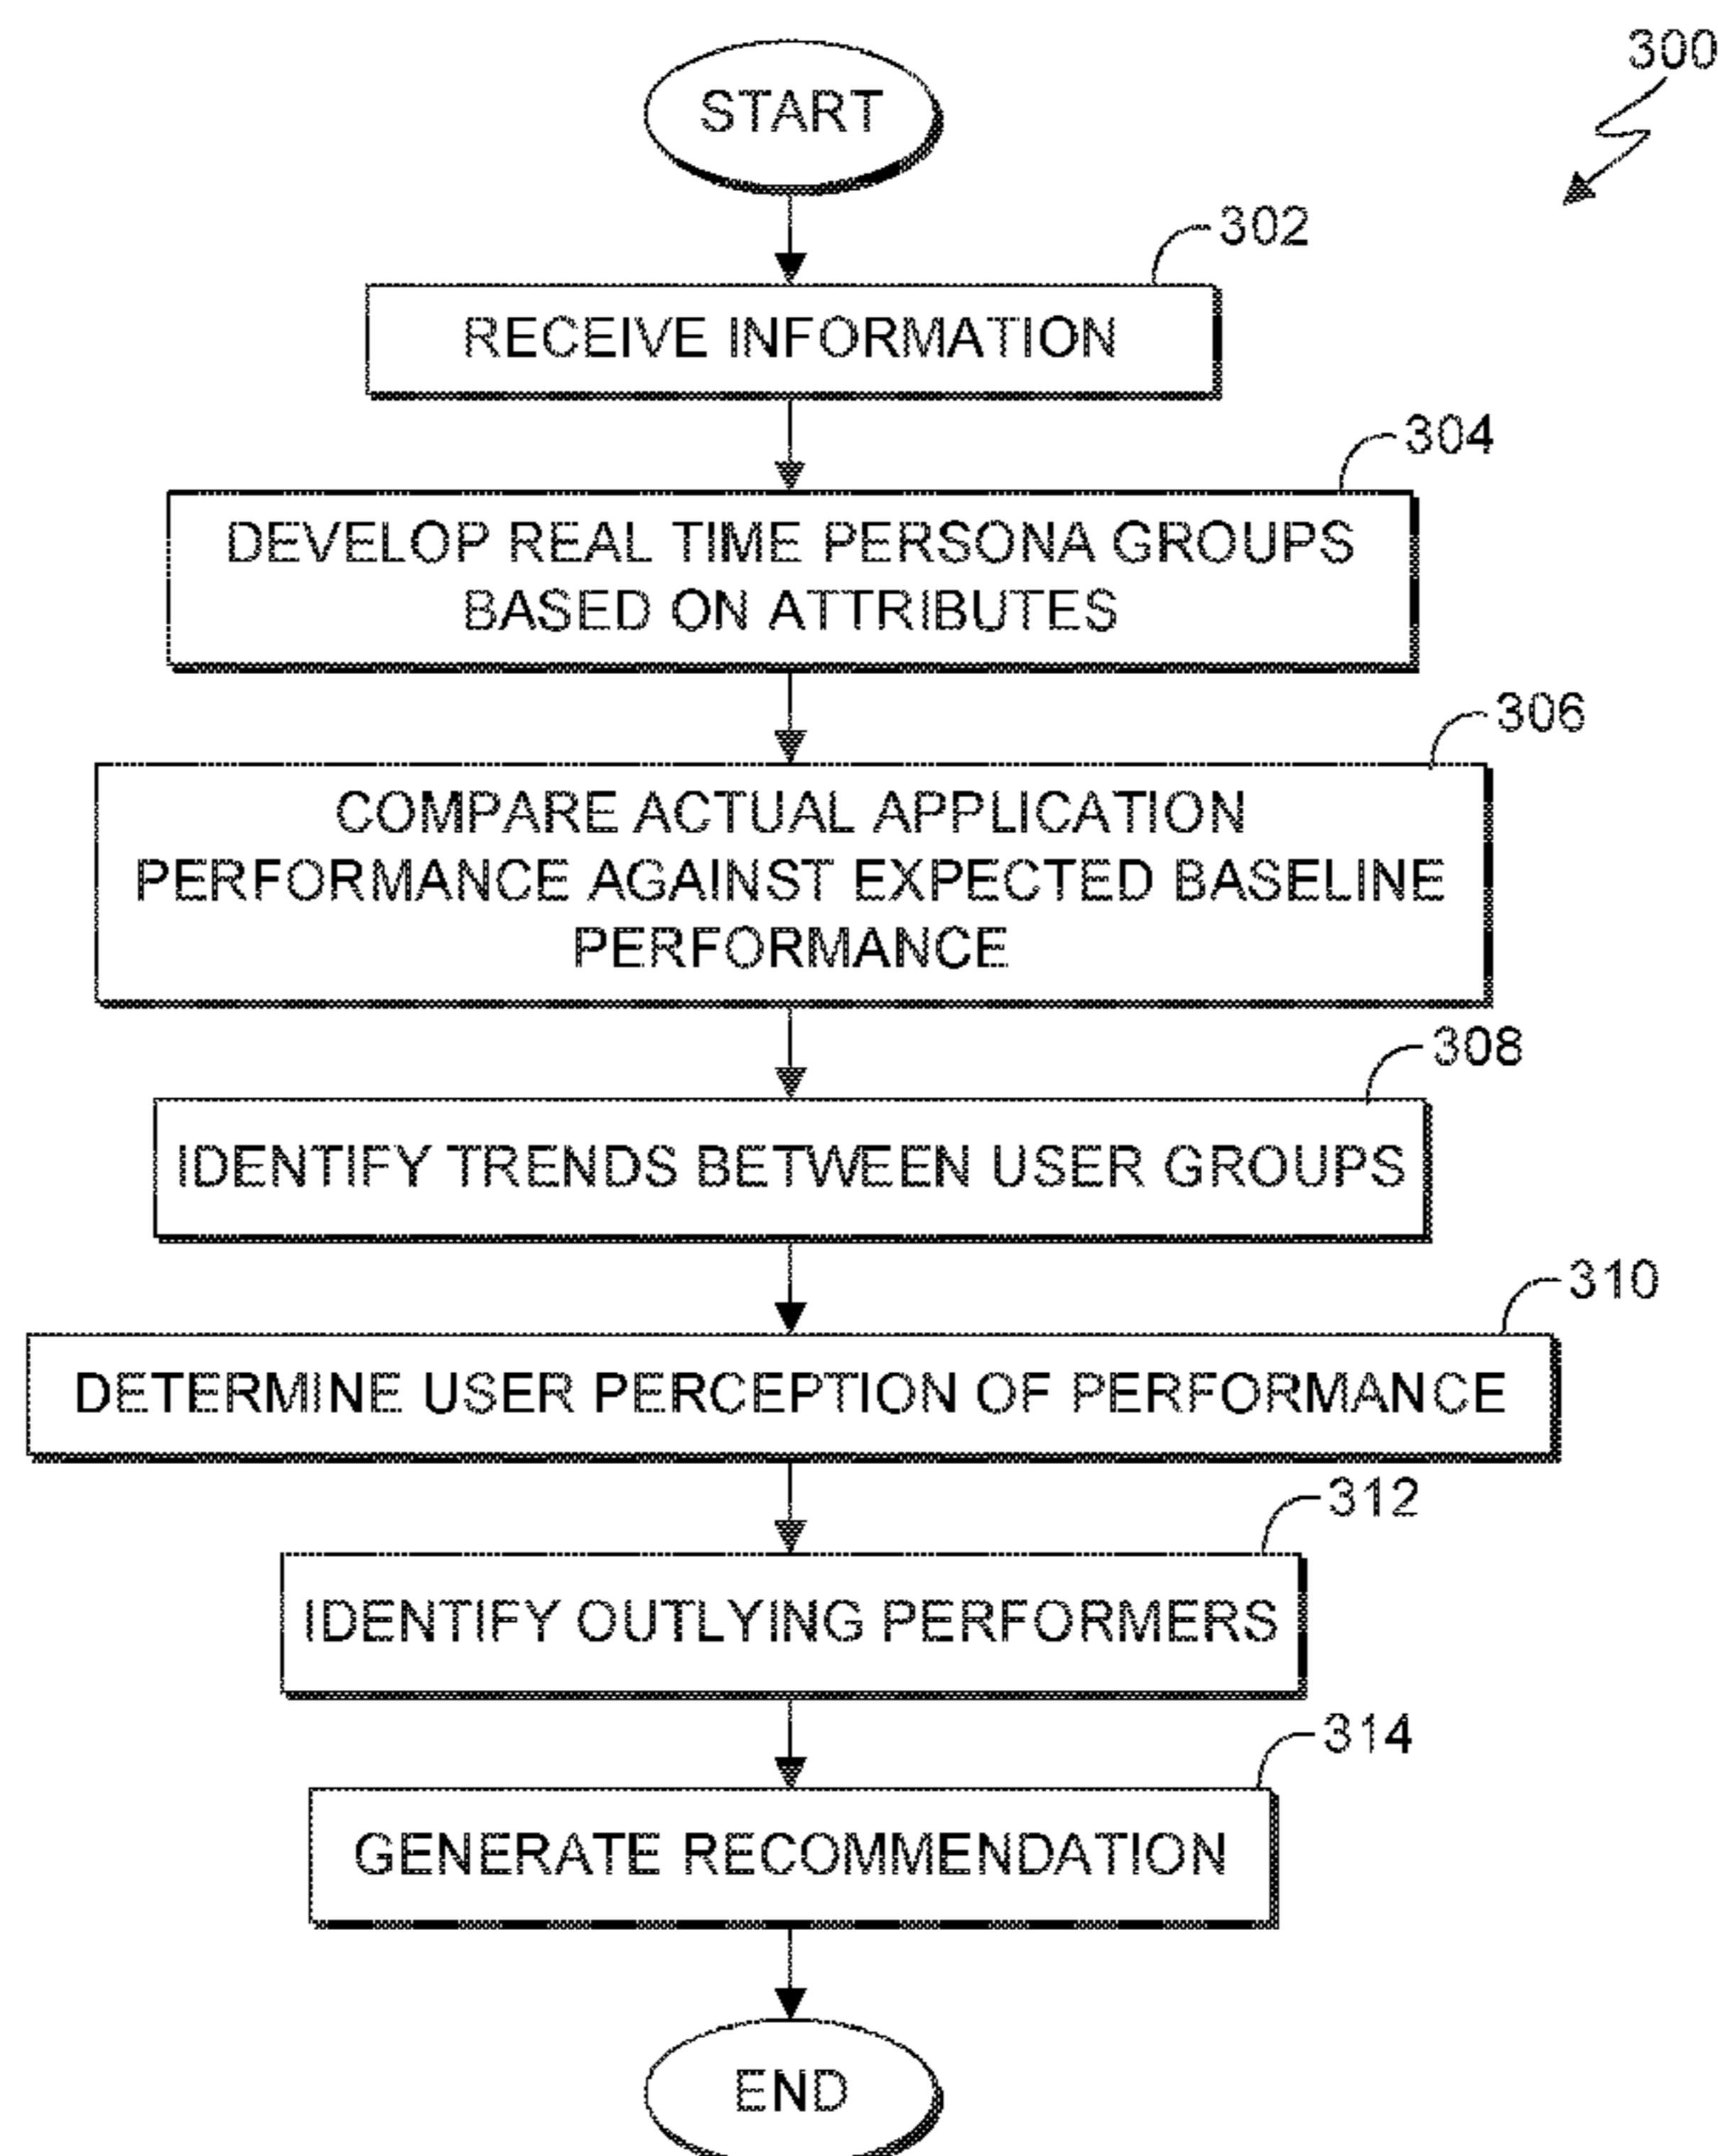 300
START
302
RECEIVE INFORMATION
304
DEVELOP REAL TIME PERSONA GROUPS
BASED ON ATTRIBUTES
306
COMPARE ACTUAL APPLICATION
PERFORMANCE AGAINST EXPECTED BASELINE
PERFORMANCE
308
IDENTIFY TRENDS BETWEEN USER GROUPS
310
DETERMINE USER PERCEPTION OF PERFORMANCE
312
IDENTIFY OUTLYING PERFORMERS
314
GENERATE RECOMMENDATION
END